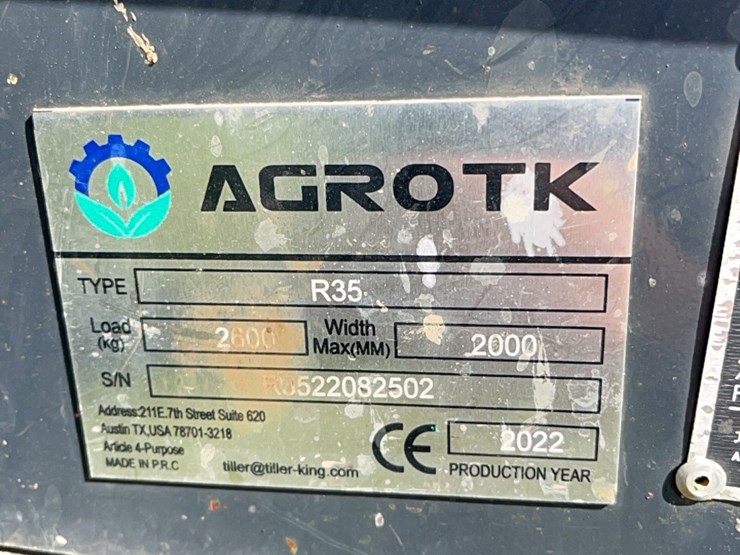 AGROTK
TYPE R35
Load (kg) 2600 Width Max(MM) 2000
S/N R3522082502
Address:211E.7th Street Suite 620
Austin TX,USA 78701-3218
Article 4-Purpose
MADE IN P.R.C
tiller@tiller-king.com
CE
2022
PRODUCTION YEAR